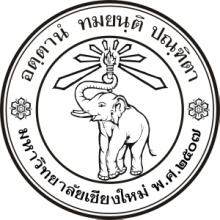 อตฺตานํ ทมยนฺติ ปณฺฑิตา
มหาวิทยาลัยเชียงใหม่ พ.ศ.๒๕๐๗